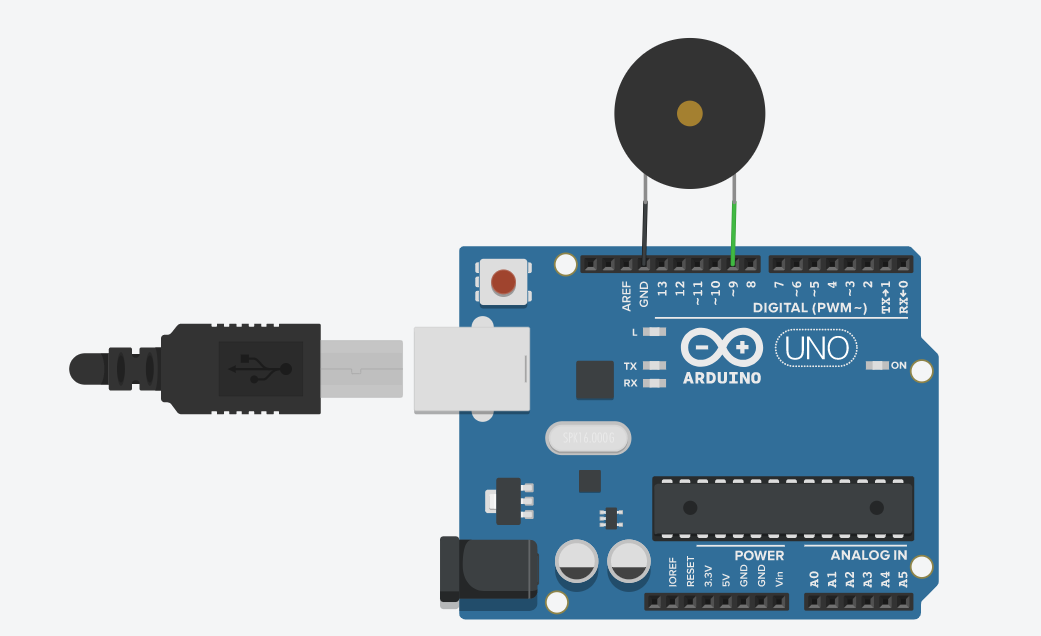 AREF
GND
13
12
~11
~10
~9
8
7
~6
~5
4
~3
2
TX→1
RX←0
DIGITAL (PWM ~)
L
TX
RX
ARDUINO
UNO
ON
SPK16.000G
POWER
ANALOG IN
IOREF
RESET
3.3V
5V
GND
GND
Vin
A0
A1
A2
A3
A4
A5